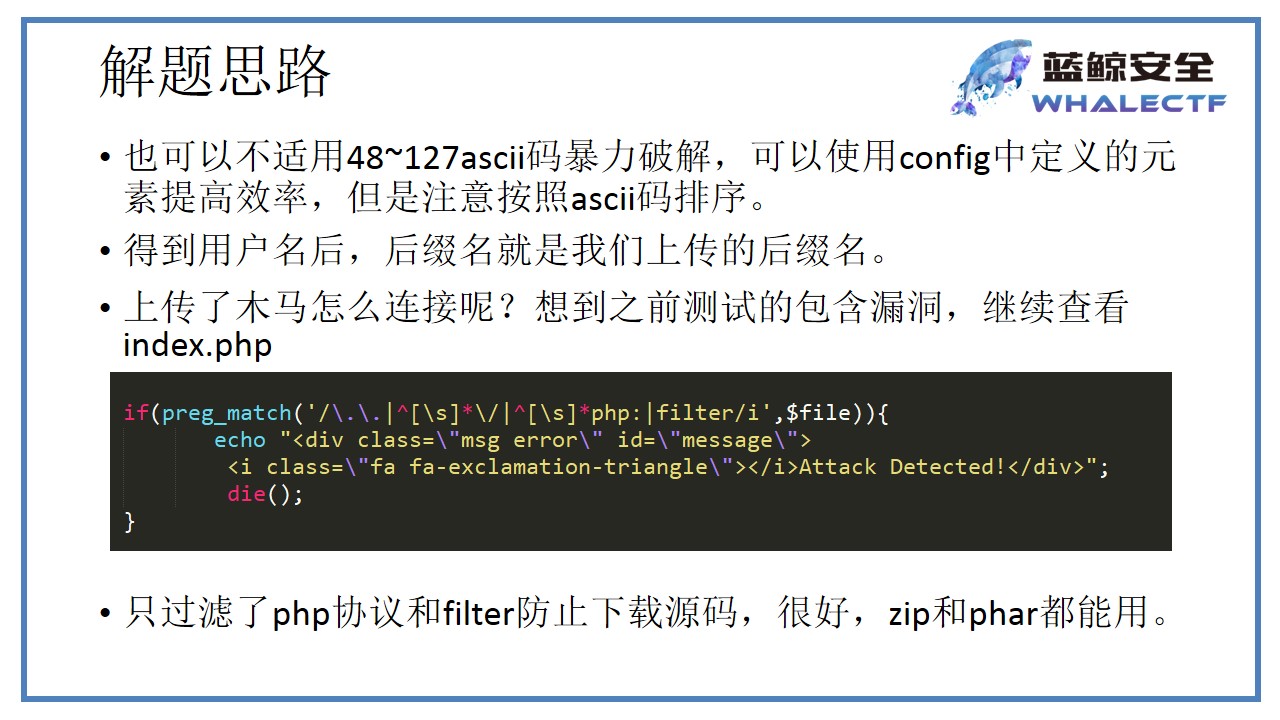 解题思路
蓝鲸安全
WHALECTF
• 也可以不适用48~127ascii码暴力破解，可以使用config中定义的元
素提高效率，但是注意按照ascii码排序。
• 得到用户名后，后缀名就是我们上传的后缀名。
• 上传了木马怎么连接呢？想到之前测试的包含漏洞，继续查看
index.php
if(preg_match('/\.\.|^[\s]*\/|^[\s]*php:|filter/i',$file)){
echo "<div class=\"msg error\" id=\"message\">
<i class=\"fa fa-exclamation-triangle\"></i>Attack Detected!</div>";
die();
}
• 只过滤了php协议和filter防止下载源码，很好，zip和phar都能用。